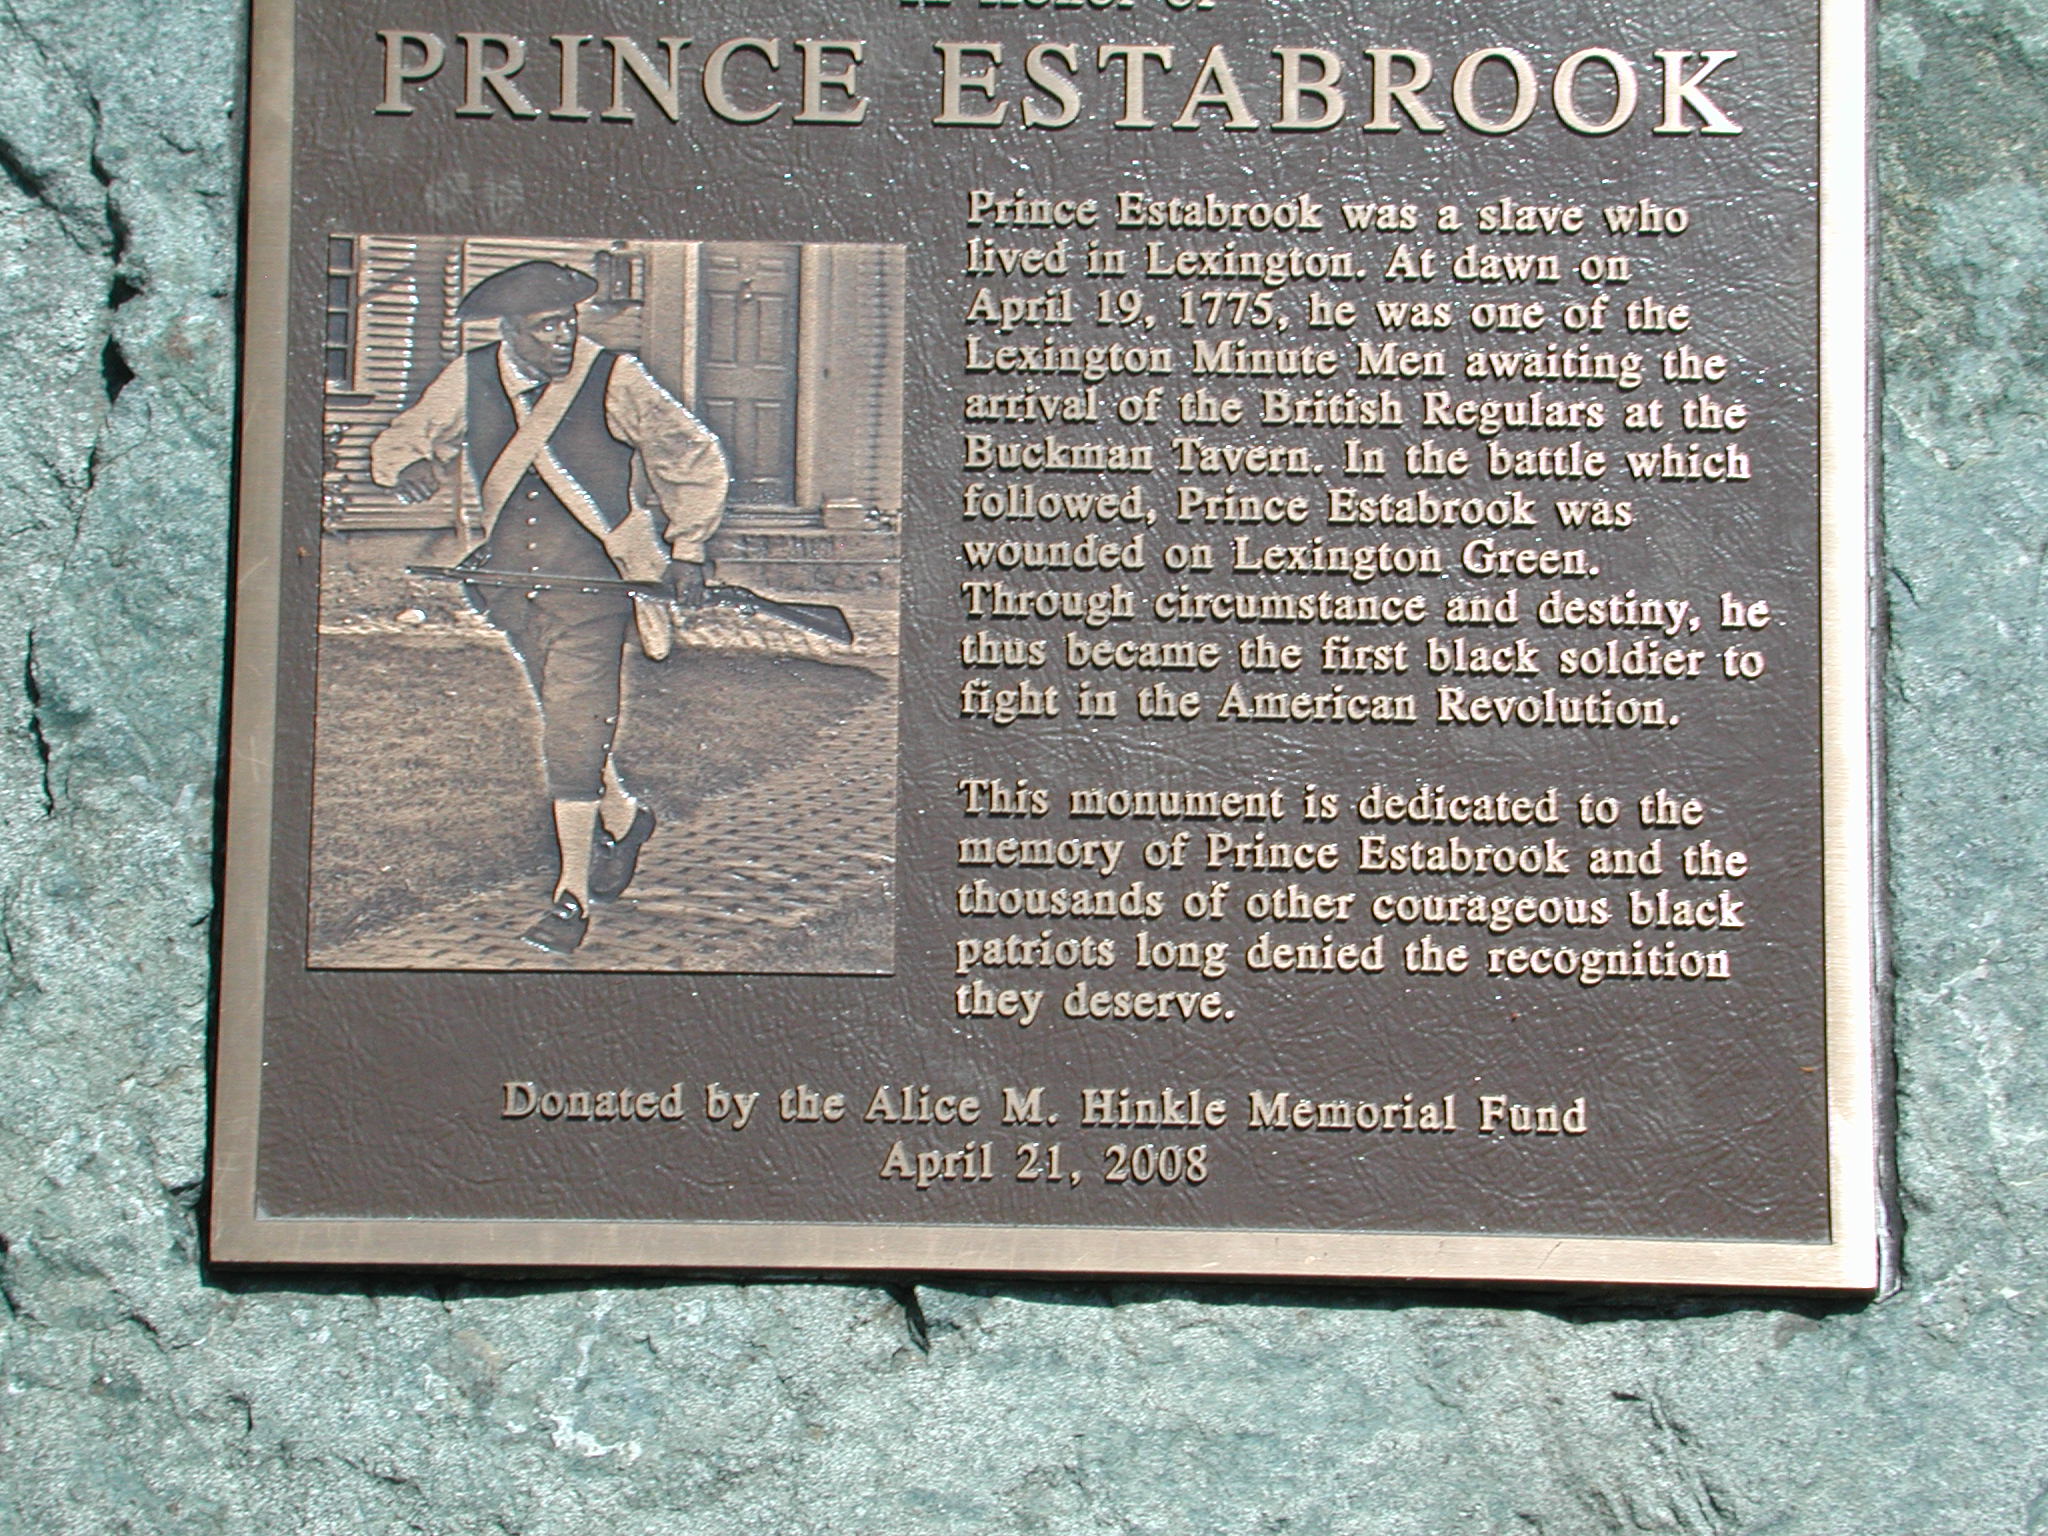 In Honor of
PRINCE ESTABROOK
Prince Estabrook was a slave who
lived in Lexington. At dawn on
April 19, 1775, he was one of the
Lexington Minute Men awaiting the
arrival of the British Regulars at the
Buckman Tavern. In the battle which
followed, Prince Estabrook was
wounded on Lexington Green.
Through circumstance and destiny, he
thus became the first black soldier to
fight in the American Revolution.
This monument is dedicated to the
memory of Prince Estabrook and the
thousands of other courageous black
patriots long denied the recognition
they deserve.
Donated by the Alice M. Hinkle Memorial Fund
April 21, 2008